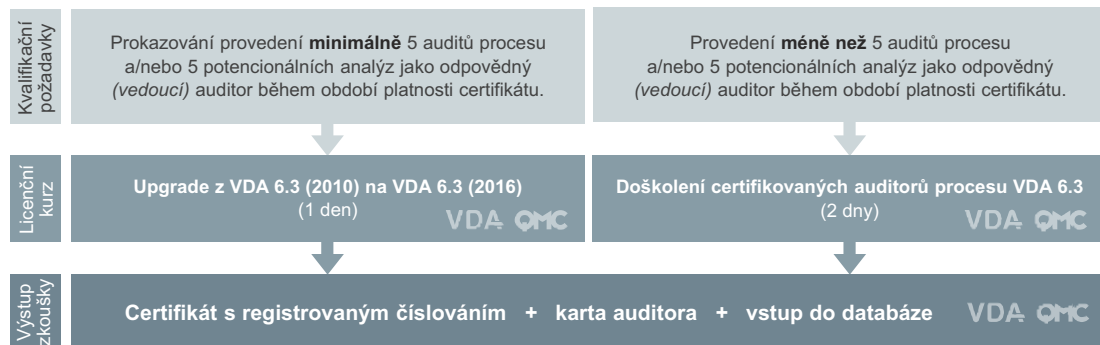 Kvalifikační
požadavky
Prokazování provedení minimálně 5 auditů procesu
a/nebo 5 potencionálních analýz jako odpovědný
(vedoucí) auditor během období platnosti certifikátu.
Provedení méně než 5 auditů procesu
a/nebo 5 potencionálních analýz jako odpovědný
(vedoucí) auditor během období platnosti certifikátu.
Licenční
kurz
Upgrade z VDA 6.3 (2010) na VDA 6.3 (2016)
(1 den)
VDA QMC
Doškolení certifikovaných auditorů procesu VDA 6.3
(2 dny)
VDA QMC
Výstup
zkoušky
Certifikát s registrovaným číslováním + karta auditora + vstup do databáze
VDA QMC